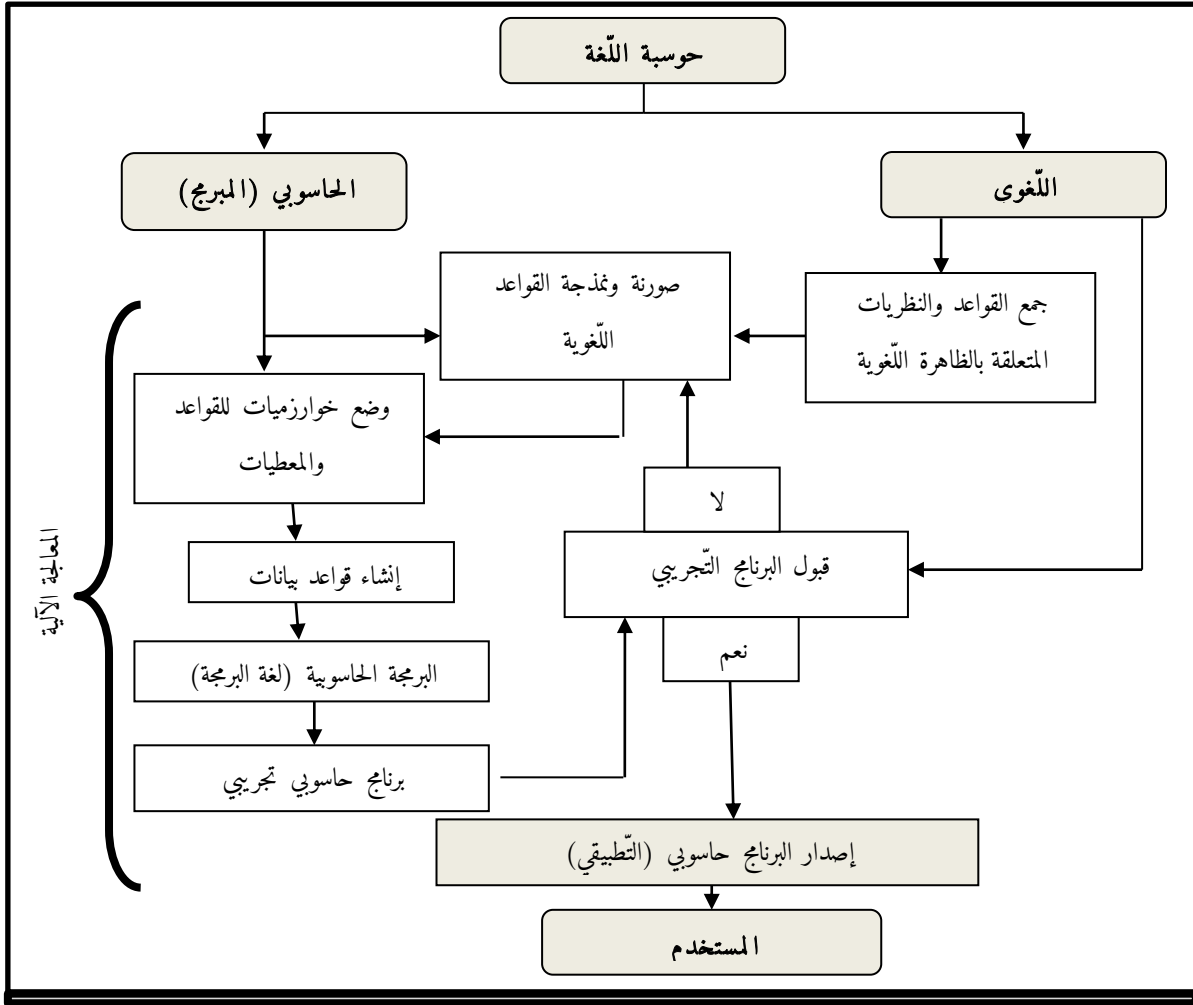 حوسبة اللّغة
اللّغوى
الحاسوبي (المبرمج)
صورنة ونمذجة القواعد
اللّغوية
جمع القواعد والنظريات
المتعلقة بالظاهرة اللّغوية
وضع خوارزميات للقواعد
والمعطيات
لا
قبول البرنامج التّجريبي
نعم
إنشاء قواعد بيانات
البرمجة الحاسوبية (لغة البرمجة)
برنامج حاسوبي تجريبي
المعالجة الآلية
إصدار البرنامج حاسوبي (التّطبيقي)
المستخدم